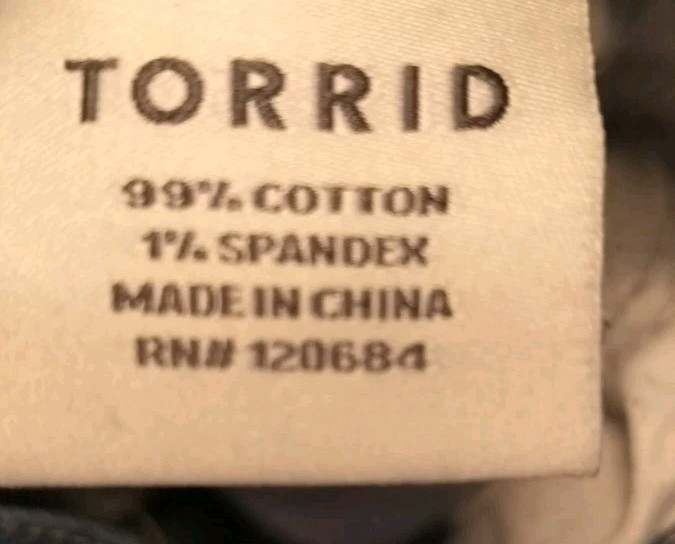 TORRID
99% COTTON
1% SPANDEX
MADE IN CHINA
RN# 120684